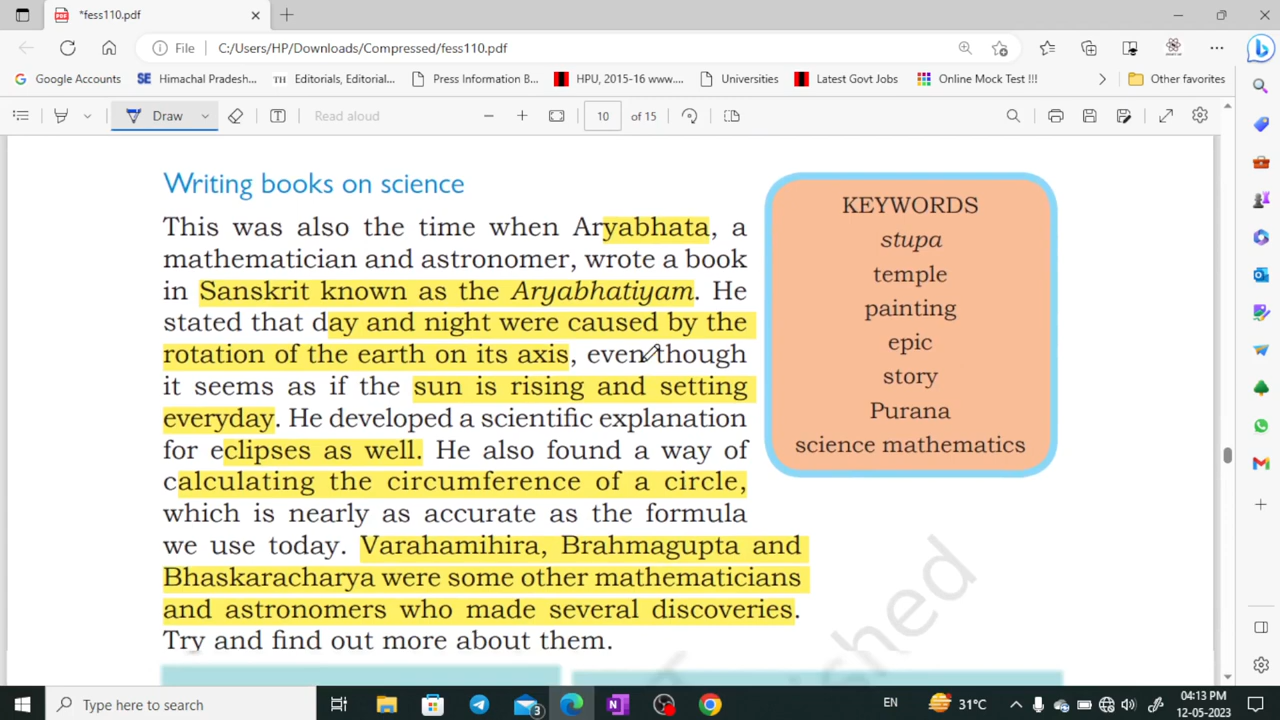 *fess110.pdf
File
C:/Users/HP/Downloads/Compressed/fess110.pdf
Google Accounts
SE Himachal Pradesh...
TH Editorials, Editorial...
Press Information B...
HPU, 2015-16 www....
Universities
Latest Govt Jobs
Online Mock Test !!!
Other favorites
Draw
Read aloud
10 of 15
Writing books on science
This was also the time when Aryabhata, a
mathematician and astronomer, wrote a book
in Sanskrit known as the Aryabhatiyam. He
stated that day and night were caused by the
rotation of the earth on its axis, even though
it seems as if the sun is rising and setting
everyday. He developed a scientific explanation
for eclipses as well. He also found a way of
calculating the circumference of a circle,
which is nearly as accurate as the formula
we use today. Varahamihira, Brahmagupta and
Bhaskaracharya were some other mathematicians
and astronomers who made several discoveries.
Try and find out more about them.
KEYWORDS
stupa
temple
painting
epic
story
Purana
science mathematics
Type here to search
3
31°C
EN
04:13 PM
12-05-2023